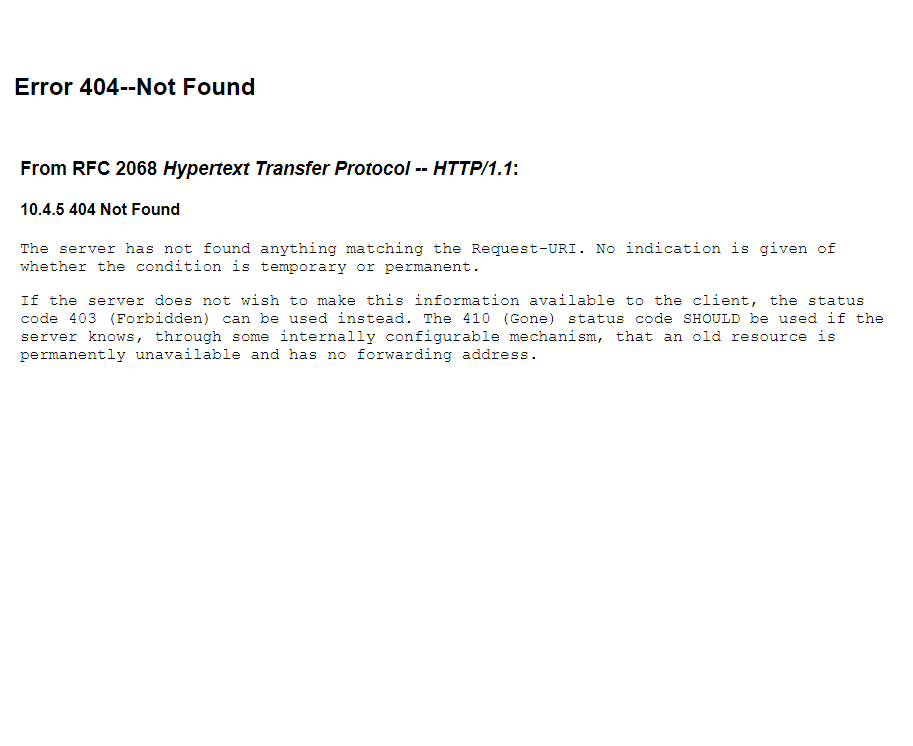 Error 404--Not Found
From RFC 2068 Hypertext Transfer Protocol -- HTTP/1.1:
10.4.5 404 Not Found
The server has not found anything matching the Request-URI. No indication is given of
whether the condition is temporary or permanent.
If the server does not wish to make this information available to the client, the status
code 403 (Forbidden) can be used instead. The 410 (Gone) status code SHOULD be used if the
server knows, through some internally configurable mechanism, that an old resource is
permanently unavailable and has no forwarding address.